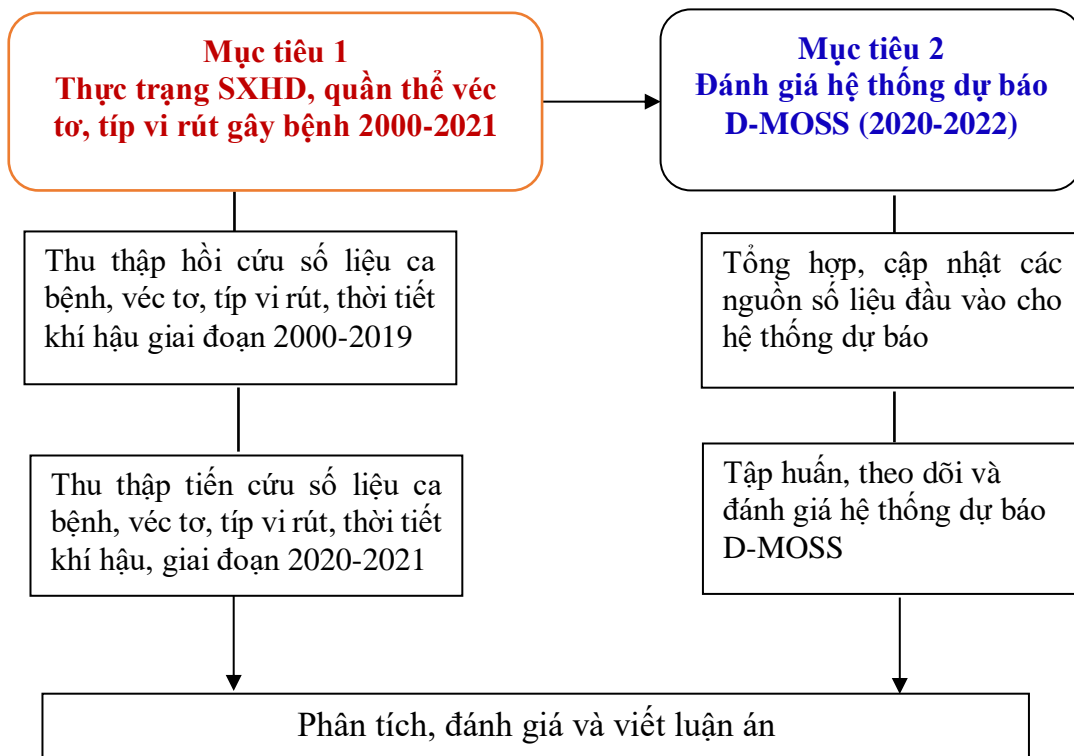 Mục tiêu 1
Thực trạng SXHD, quần thể véc
tơ, típ vi rút gây bệnh 2000-2021
Mục tiêu 2
Đánh giá hệ thống dự báo
D-MOSS (2020-2022)
Thu thập hồi cứu số liệu ca
bệnh, véc tơ, típ vi rút, thời tiết
khí hậu giai đoạn 2000-2019
Tổng hợp, cập nhật các
nguồn số liệu đầu vào cho
hệ thống dự báo
Thu thập tiến cứu số liệu ca
bệnh, véc tơ, típ vi rút, thời tiết
khí hậu, giai đoạn 2020-2021
Tập huấn, theo dõi và
đánh giá hệ thống dự báo
D-MOSS
Phân tích, đánh giá và viết luận án